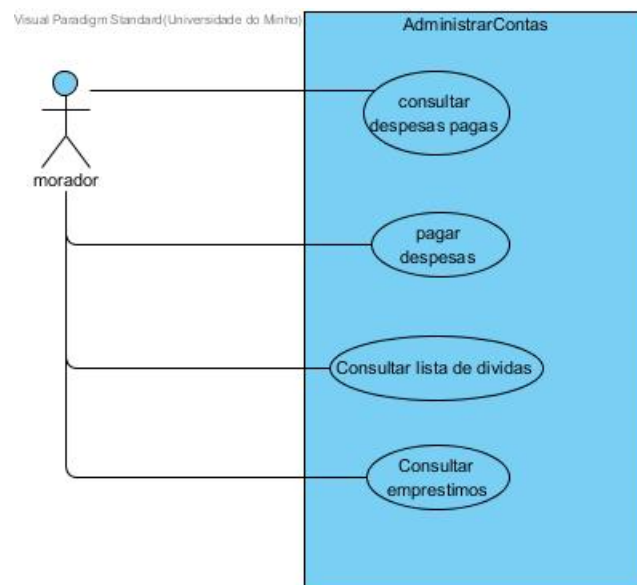 Visual Paradigm Standard(Universidade do Minho)
AdministrarContas
consultar
despesas pagas
morador
pagar
despesas
Consultar lista de dividas
Consultar
emprestimos